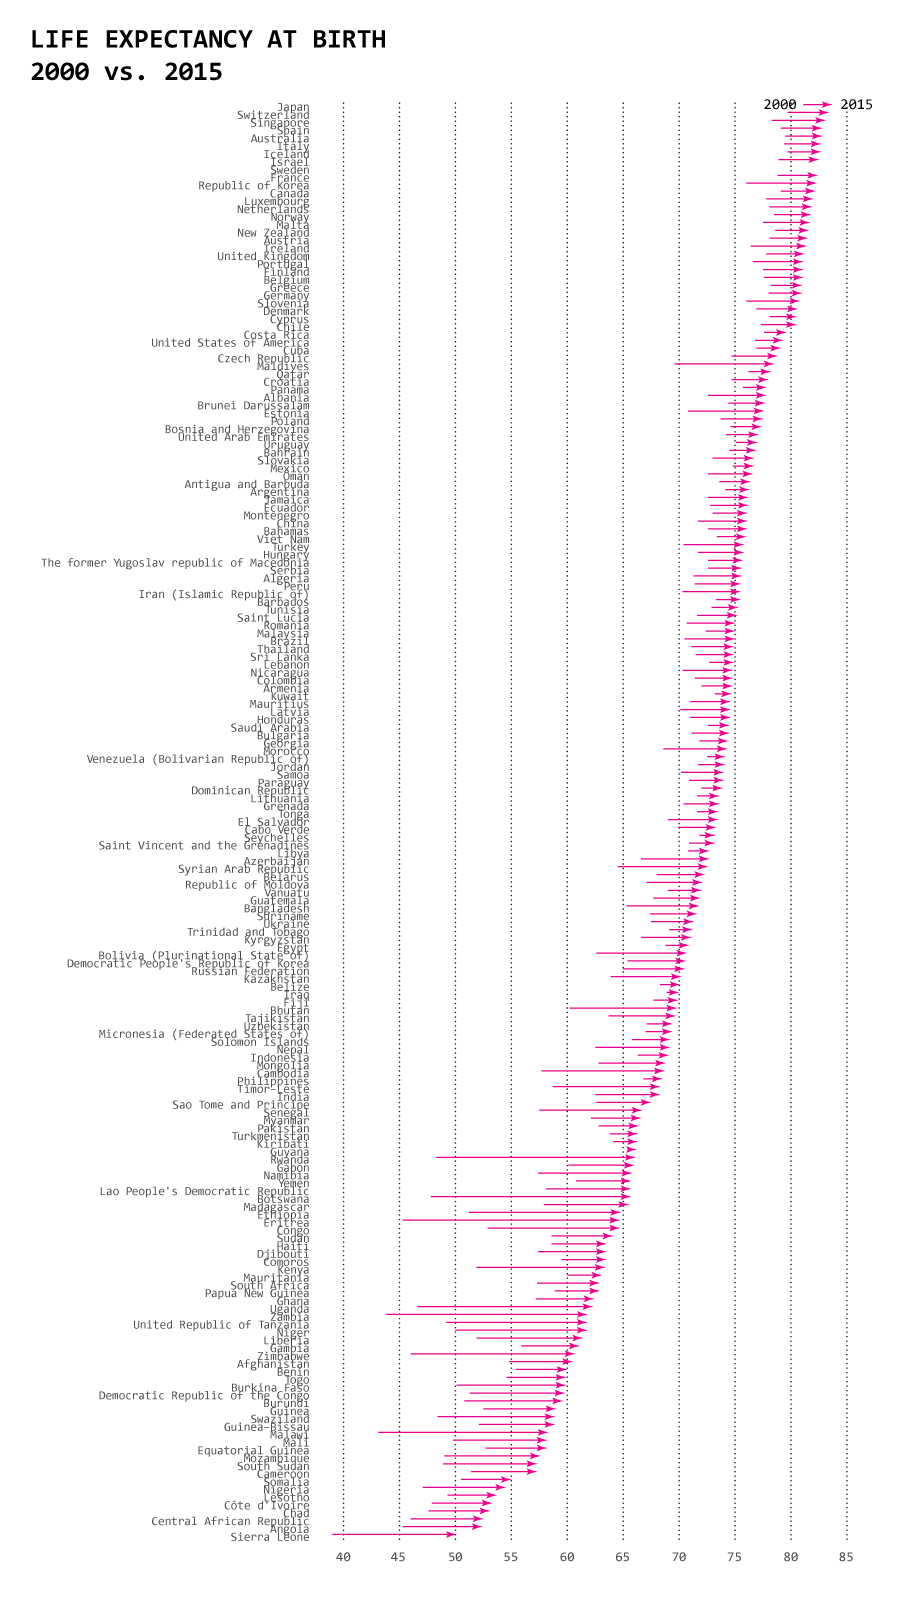 LIFE EXPECTANCY AT BIRTH
2000 vs. 2015
2000
2015
Japan
Switzerland
Singapore
Spain
Australia
Italy
Iceland
Israel
Sweden
France
Republic of Korea
Canada
Luxembourg
Netherlands
Norway
Malta
New Zealand
Austria
Ireland
United Kingdom
Portugal
Finland
Belgium
Greece
Germany
Slovenia
Denmark
Cyprus
Chile
Costa Rica
United States of America
Cuba
Czech Republic
Maldives
Qatar
Croatia
Panama
Albania
Brunei Darussalam
Estonia
Poland
Bosnia and Herzegovina
United Arab Emirates
Uruguay
Bahrain
Slovakia
Mexico
Oman
Antigua and Barbuda
Argentina
Jamaica
Ecuador
Montenegro
China
Bahamas
Viet Nam
Turkey
Hungary
The former Yugoslav republic of Macedonia
Serbia
Algeria
Peru
Iran (Islamic Republic of)
Barbados
Tunisia
Saint Lucia
Romania
Malaysia
Brazil
Thailand
Sri Lanka
Lebanon
Nicaragua
Colombia
Armenia
Kuwait
Mauritius
Latvia
Honduras
Saudi Arabia
Bulgaria
Georgia
Morocco
Venezuela (Bolivarian Republic of)
Jordan
Samoa
Paraguay
Dominican Republic
Lithuania
Grenada
Tonga
El Salvador
Cabo Verde
Seychelles
Saint Vincent and the Grenadines
Libya
Azerbaijan
Syrian Arab Republic
Belarus
Republic of Moldova
Vanuatu
Guatemala
Bangladesh
Suriname
Ukraine
Trinidad and Tobago
Kyrgyzstan
Egypt
Bolivia (Plurinational State of)
Democratic People's Republic of Korea
Russian Federation
Kazakhstan
Belize
Iraq
Fiji
Bhutan
Tajikistan
Uzbekistan
Micronesia (Federated States of)
Solomon Islands
Nepal
Indonesia
Mongolia
Cambodia
Philippines
Timor-Leste
India
Sao Tome and Principe
Senegal
Myanmar
Pakistan
Turkmenistan
Kiribati
Guyana
Rwanda
Gabon
Namibia
Yemen
Lao People's Democratic Republic
Botswana
Madagascar
Ethiopia
Eritrea
Congo
Sudan
Haiti
Djibouti
Comoros
Kenya
Mauritania
South Africa
Papua New Guinea
Ghana
Uganda
Zambia
United Republic of Tanzania
Niger
Liberia
Gambia
Zimbabwe
Afghanistan
Benin
Togo
Burkina Faso
Democratic Republic of the Congo
Burundi
Guinea
Swaziland
Guinea-Bissau
Malawi
Mali
Equatorial Guinea
Mozambique
South Sudan
Cameroon
Somalia
Nigeria
Lesotho
Côte d'Ivoire
Chad
Central African Republic
Angola
Sierra Leone
40 45 50 55 60 65 70 75 80 85